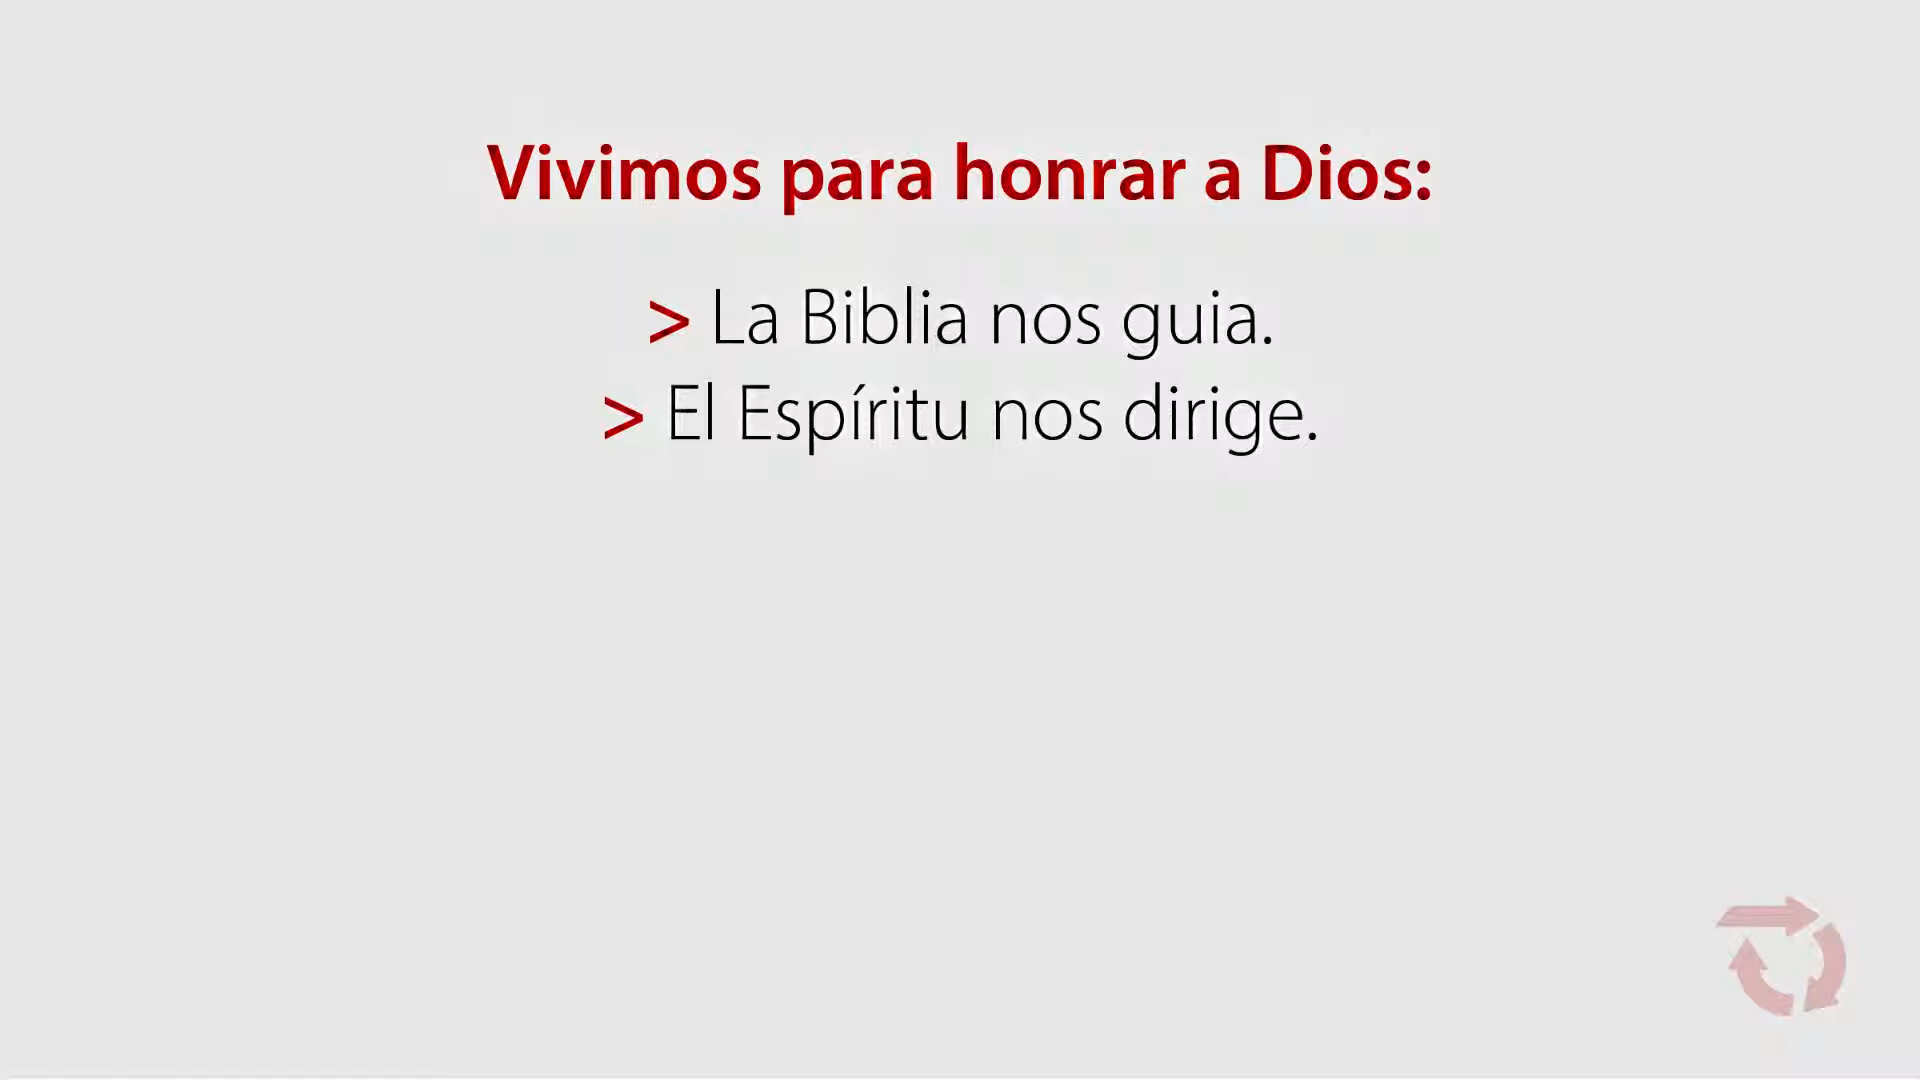 Vivimos para honrar a Dios:
> La Biblia nos guia.
> El Espíritu nos dirige.